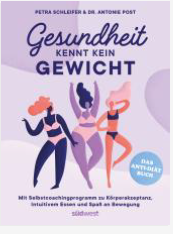 PETRA SCHLEIFER & DR. ANTONIE POST
Gesundheit
KENNT KEIN
GEWICHT
DAS
ANTI-DIÄT
BUCH
Mit Selbstcoachingprogramm zu Körperakzeptanz,
intuitivem Essen und Spaß an Bewegung
südwest